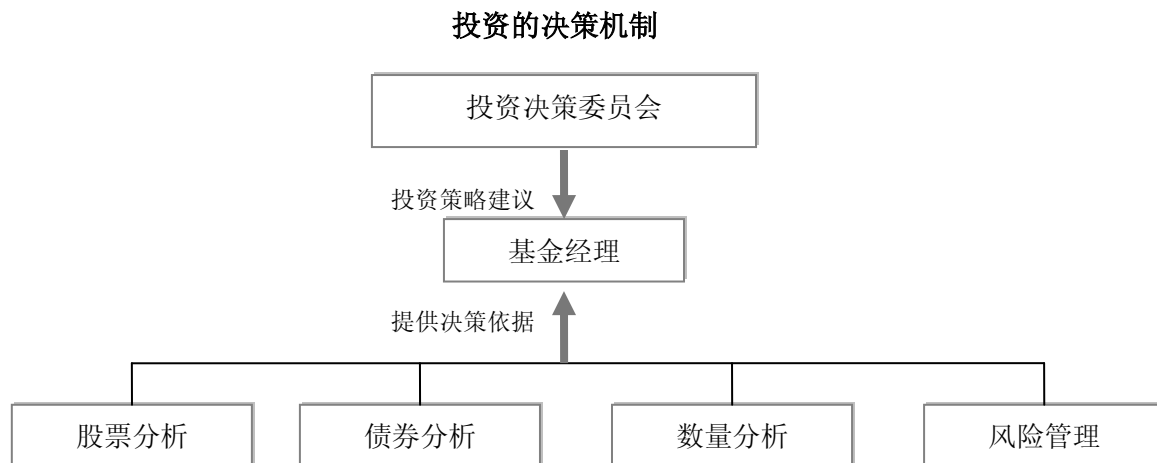 投资的决策机制
投资决策委员会
投资策略建议
基金经理
提供决策依据
股票分析
债券分析
数量分析
风险管理